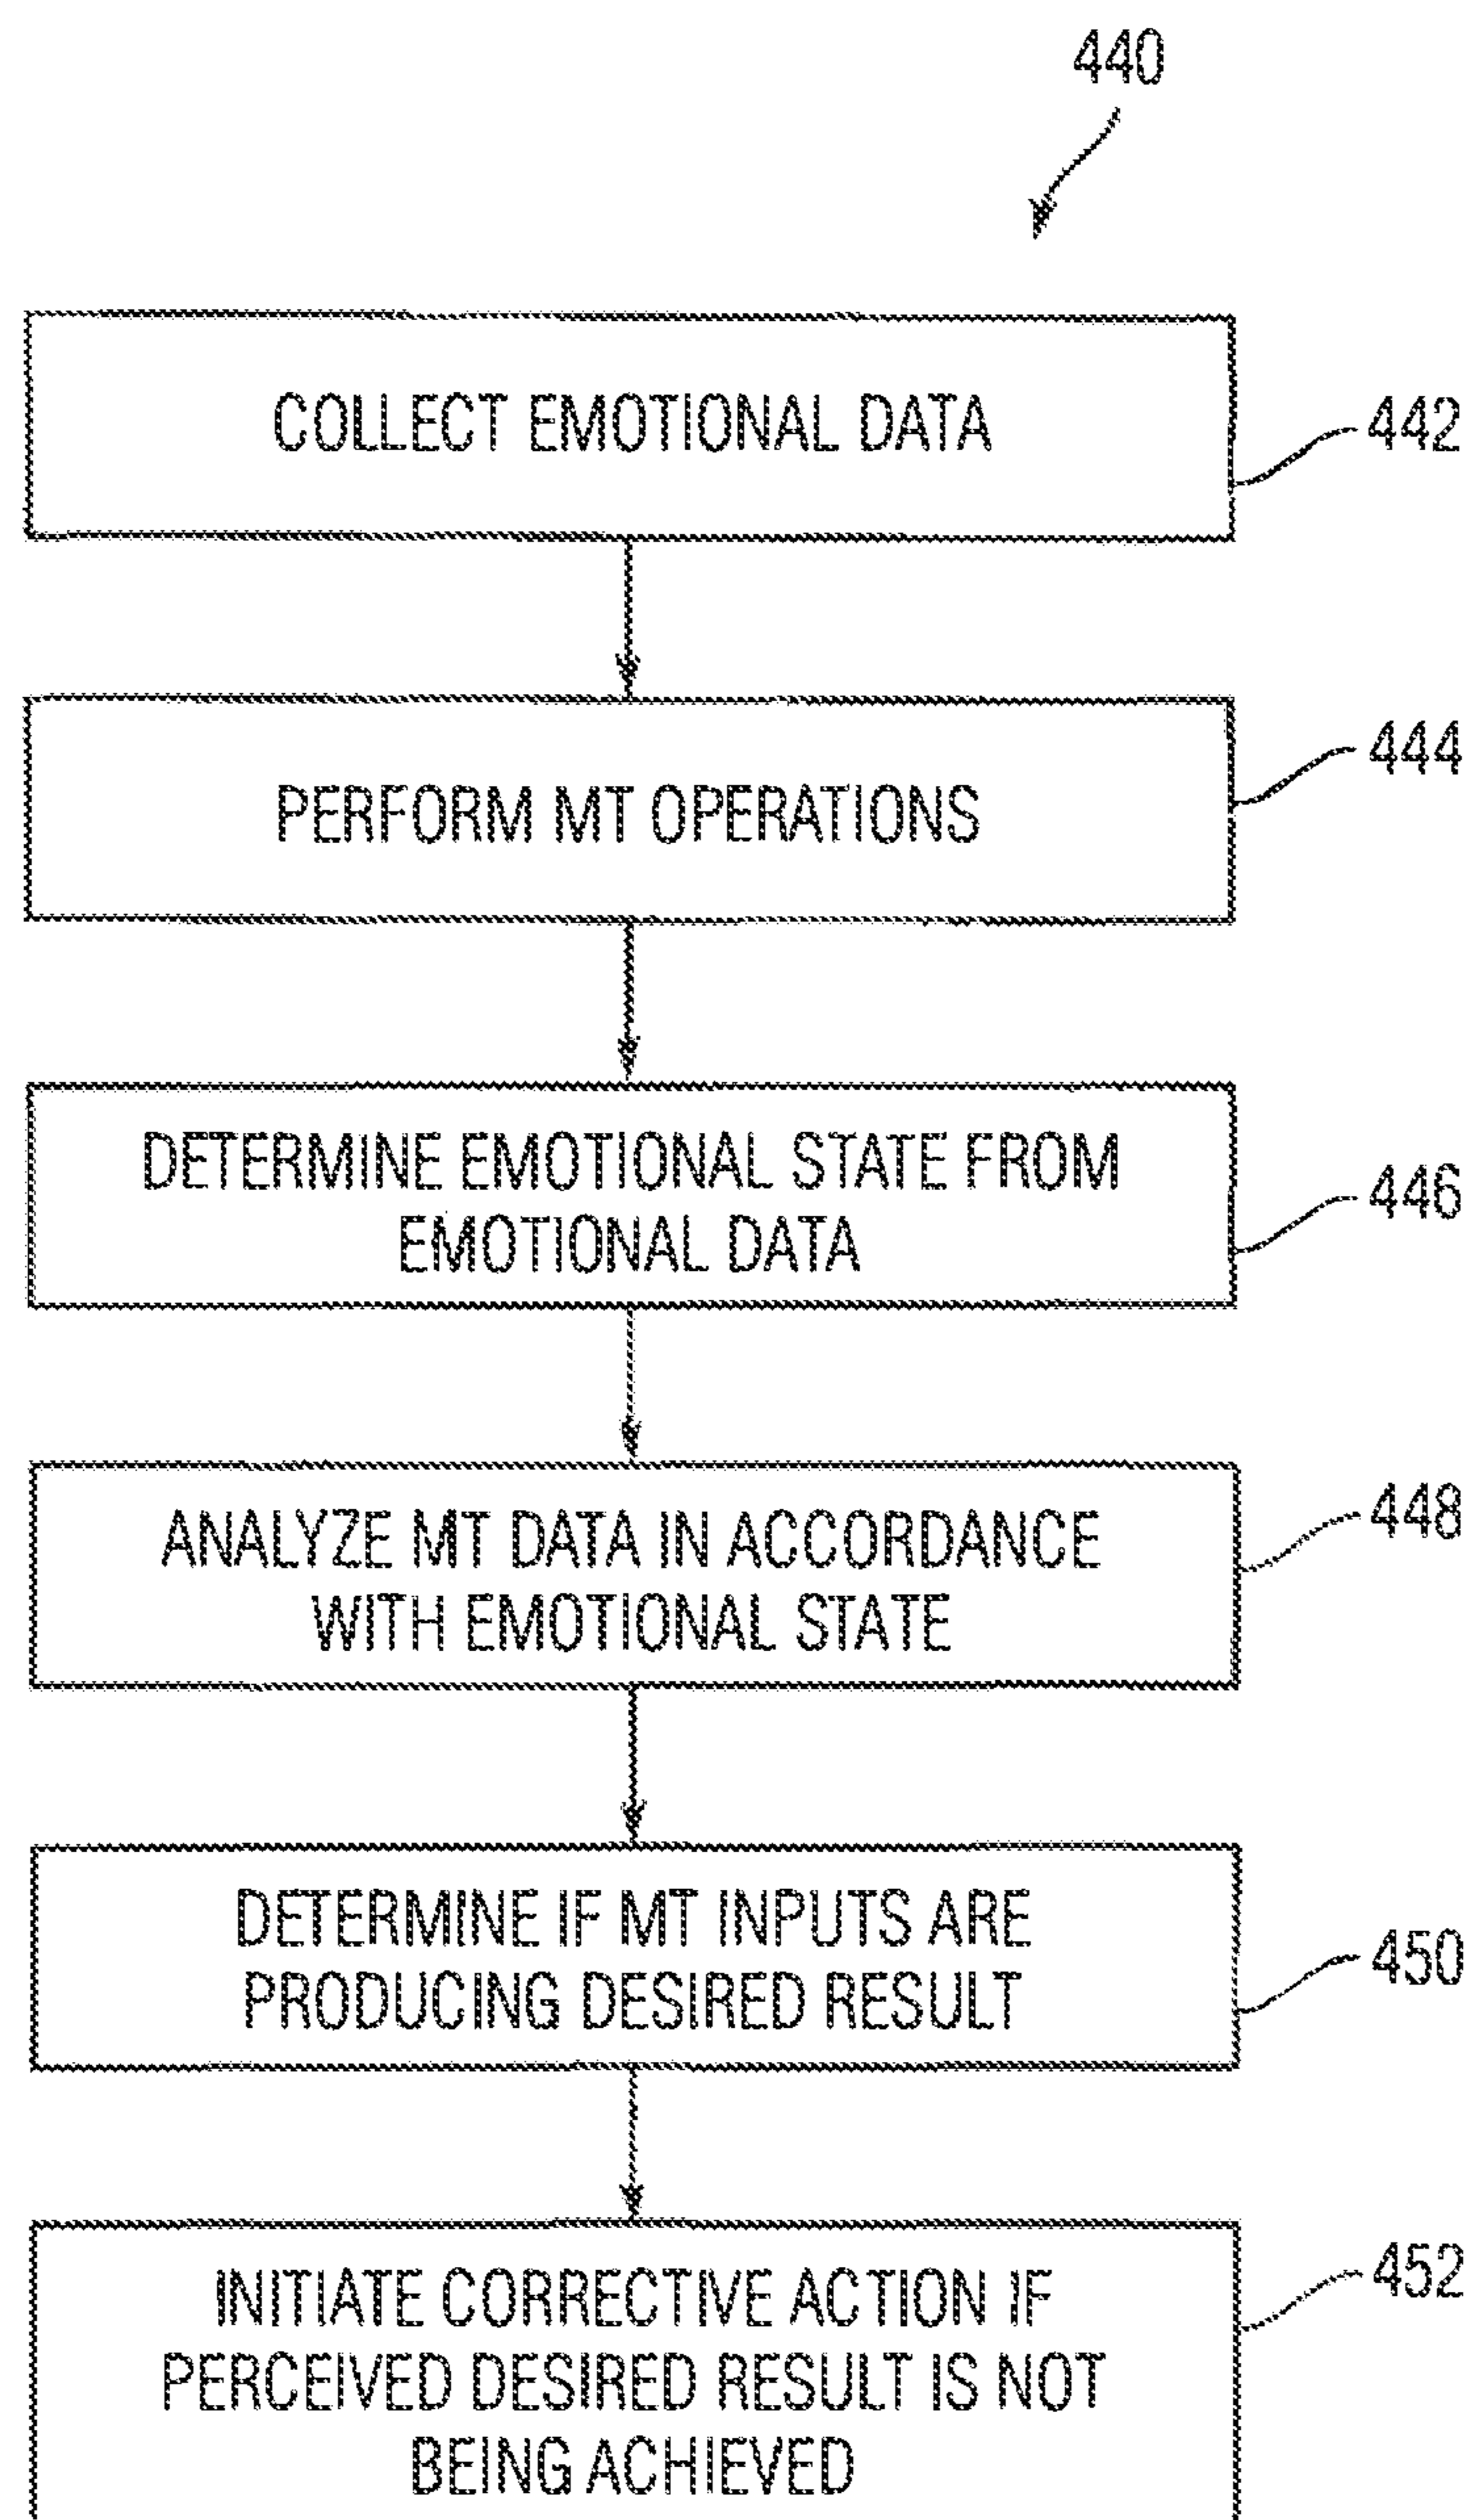 440
COLLECT EMOTIONAL DATA
442
PERFORM MT OPERATIONS
444
DETERMINE EMOTIONAL STATE FROM
EMOTIONAL DATA
446
ANALYZE MT DATA IN ACCORDANCE
WITH EMOTIONAL STATE
448
DETERMINE IF MT INPUTS ARE
PRODUCING DESIRED RESULT
450
INITIATE CORRECTIVE ACTION IF
PERCEIVED DESIRED RESULT IS NOT
BEING ACHIEVED
452